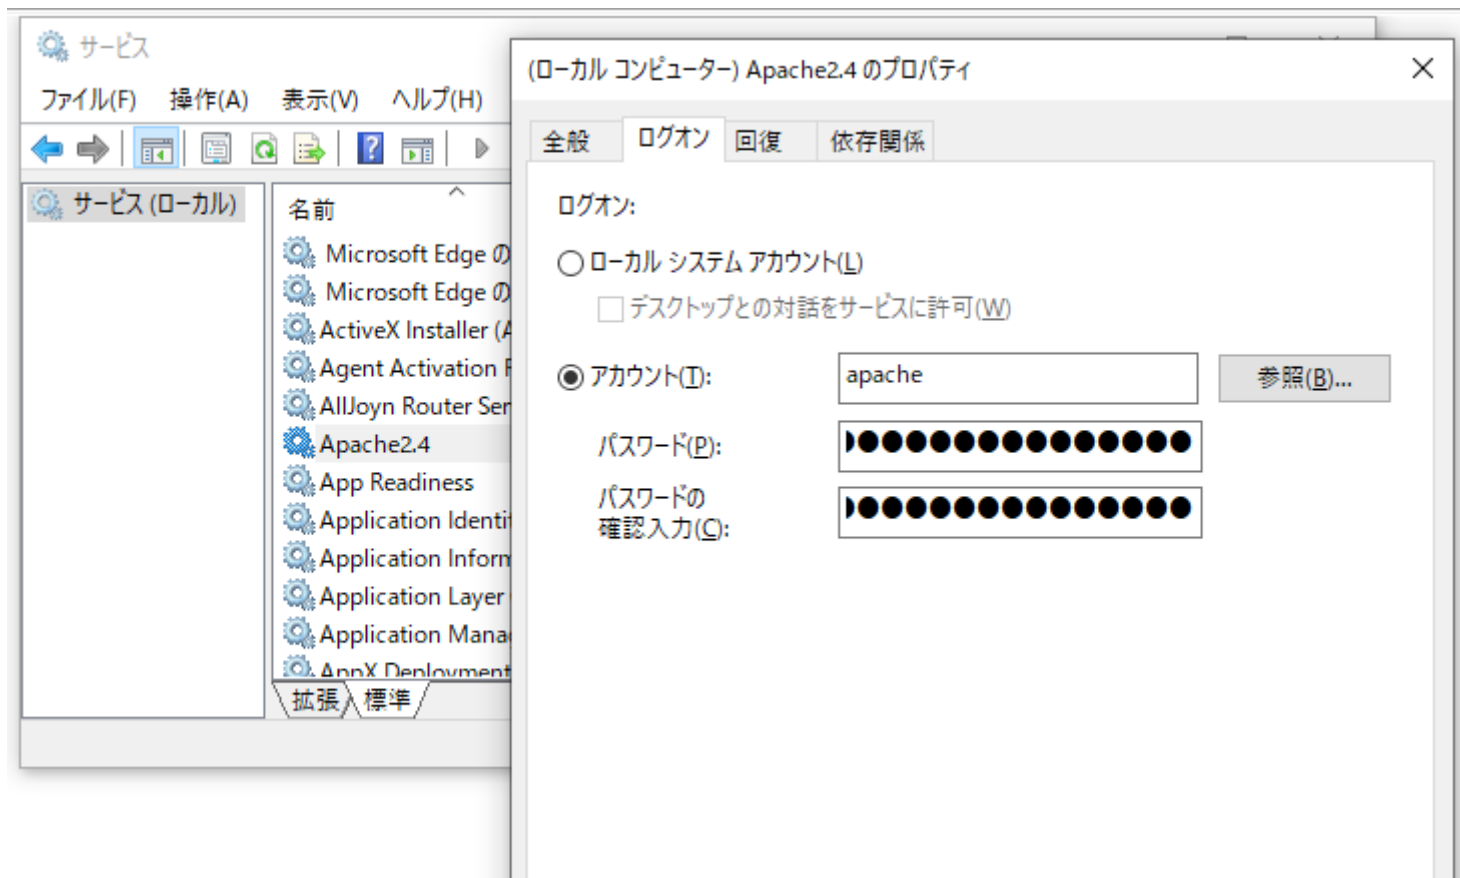 サービス
ファイル(F) 操作(A) 表示(V) ヘルプ(H)
サービス (ローカル)
名前
Microsoft Edge の
Microsoft Edge の
ActiveX Installer (A
Agent Activation
AllJoyn Router Ser
Apache2.4
App Readiness
Application Identi
Application Inform
Application Layer
Application Mana
AppX Deployment
拡張 標準
(ローカル コンピューター) Apache2.4 のプロパティ
全般 ログオン 回復 依存関係
ログオン:
ローカル システム アカウント(L)
デスクトップとの対話をサービスに許可(W)
アカウント(T): apache 参照(B)...
パスワード(P):
パスワードの
確認入力(C):